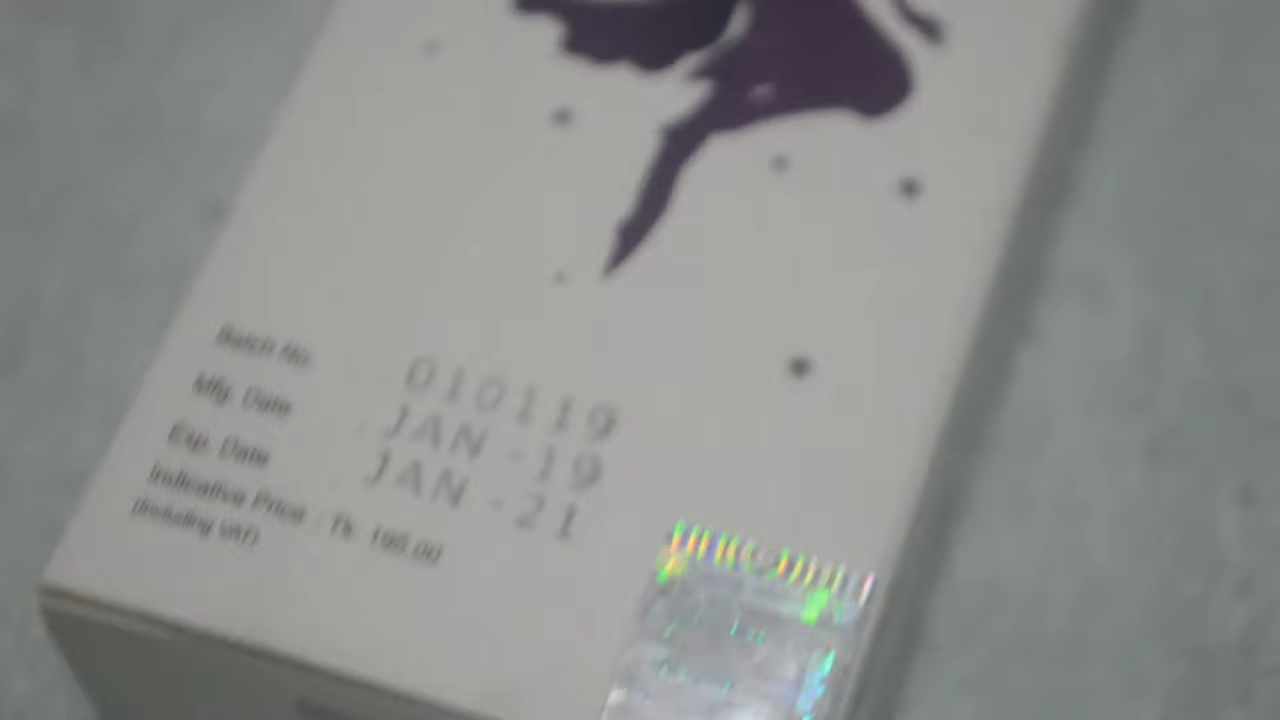 Batch No. 010119
Mfg. Date JAN -19
Exp. Date JAN -21
Indicative Price : Tk. 195.00
(Including VAT)